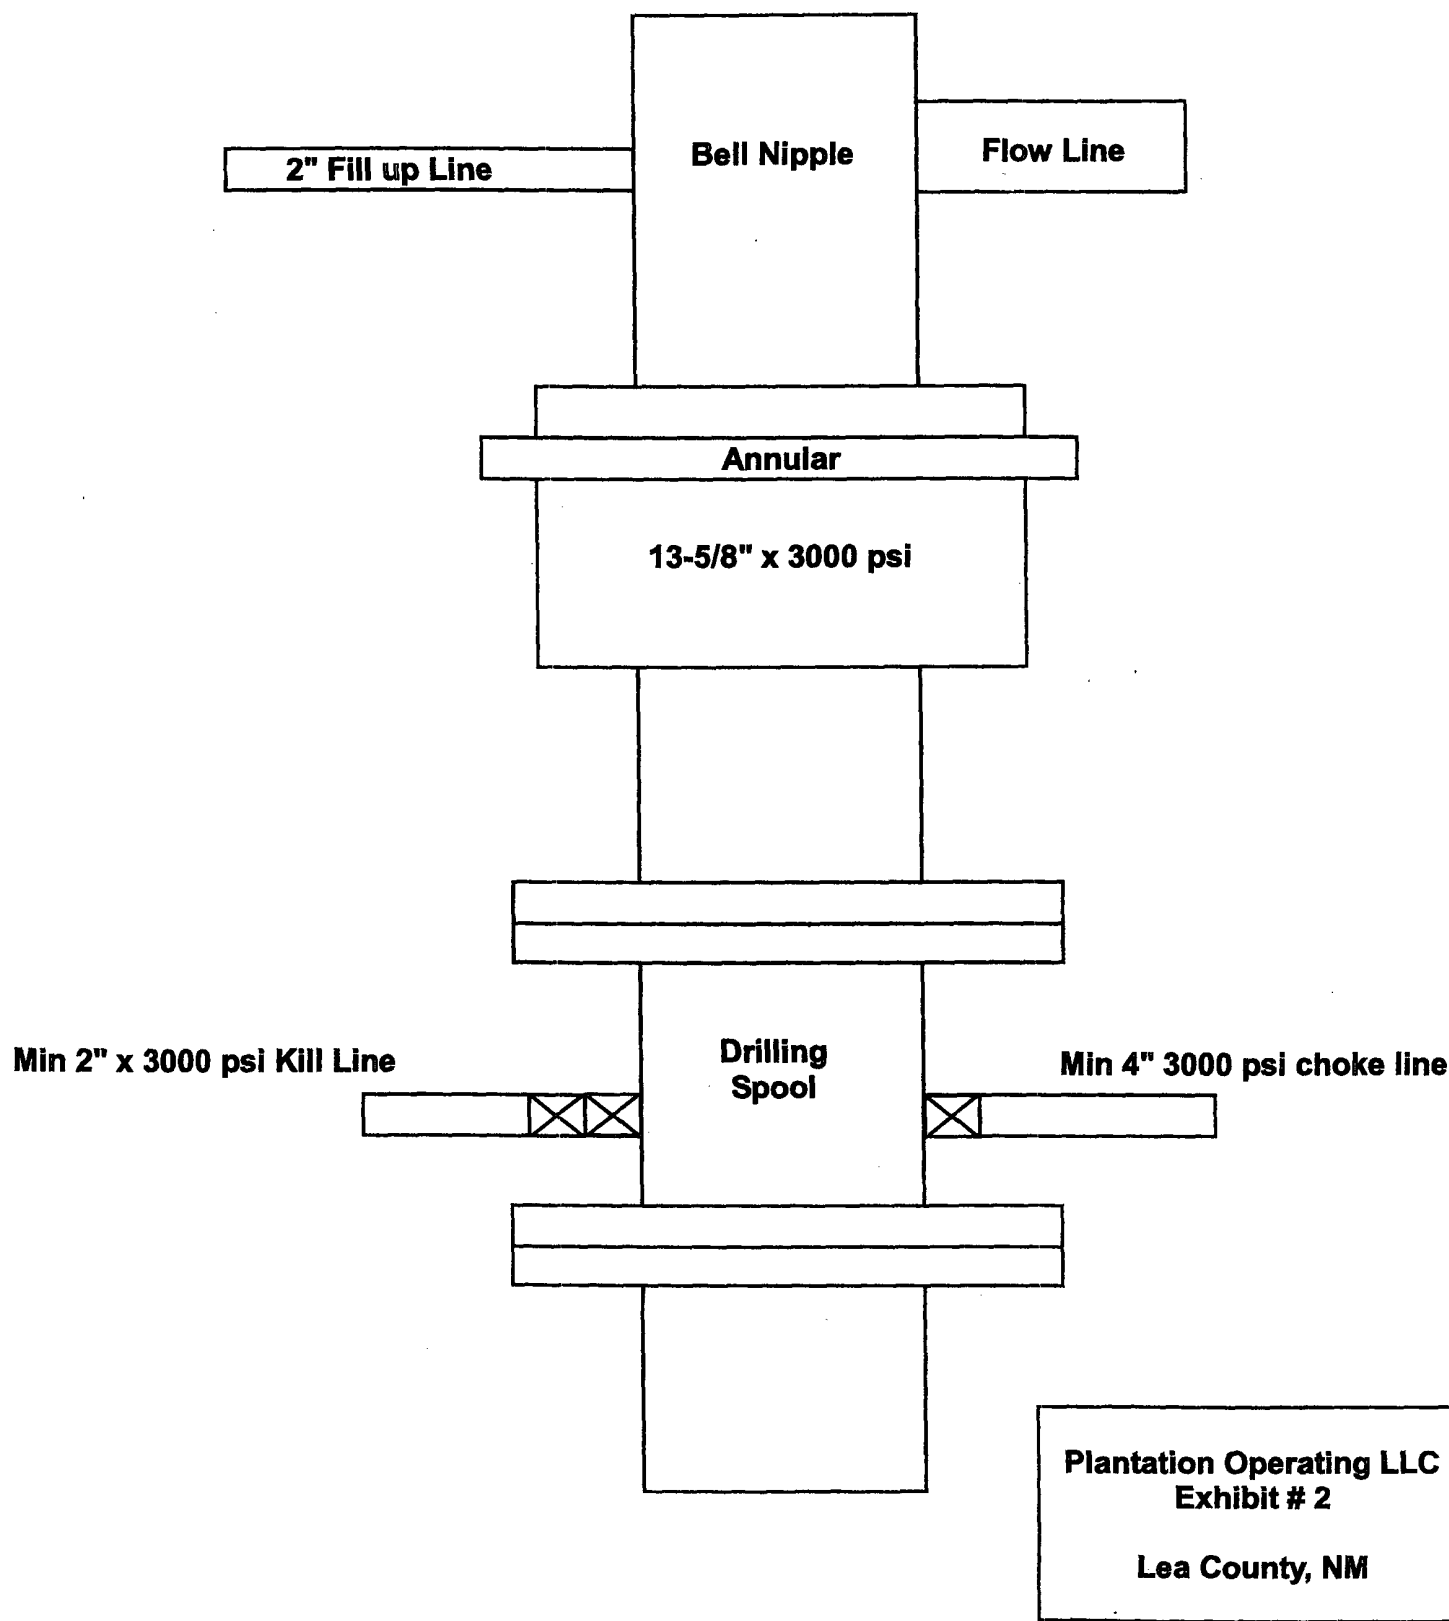 Bell Nipple
Flow Line
2" Fill up Line
Annular
13-5/8" x 3000 psi
Min 2" x 3000 psi Kill Line
Drilling
Spool
Min 4" 3000 psi choke line
Plantation Operating LLC
Exhibit # 2
Lea County, NM